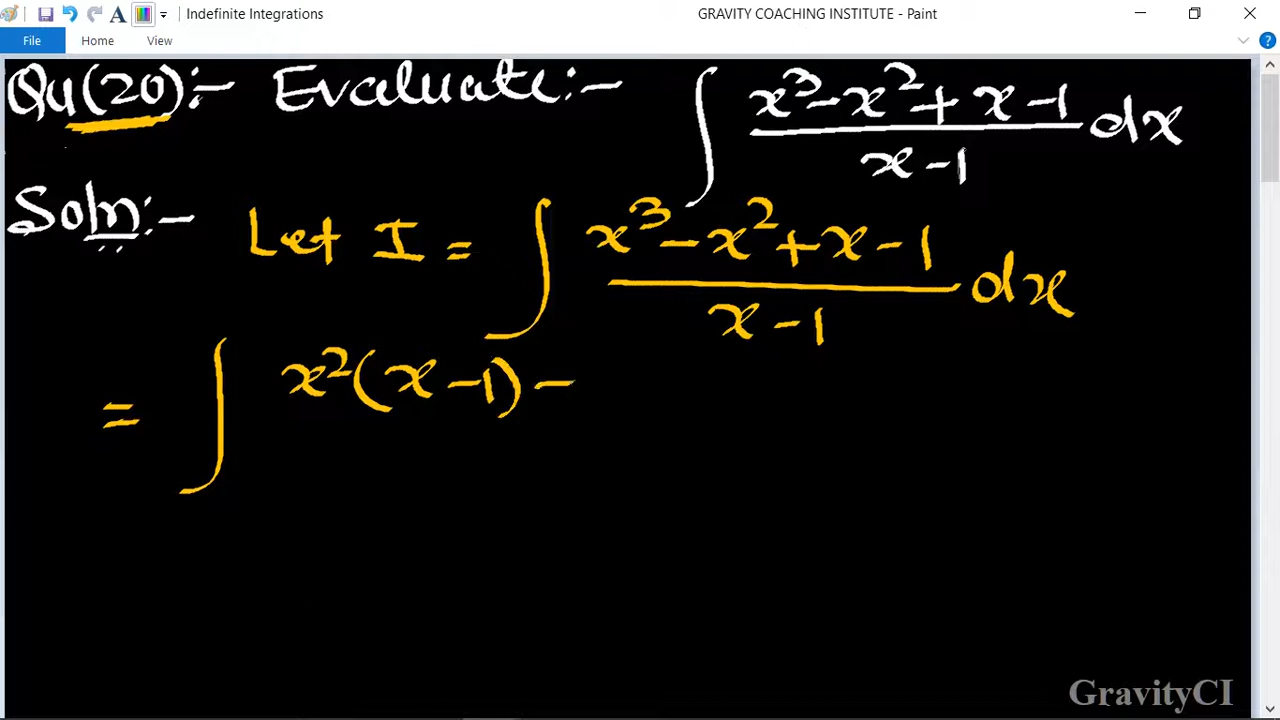 Indefinite Integrations GRAVITY COACHING INSTITUTE - Paint
File Home View
Qu(20):- Evaluate:- ∫ (x³-x²+x-1)/(x-1) dx
Soln:- Let I = ∫ (x³-x²+x-1)/(x-1) dx
= ∫ x²(x-1) -
GravityCI